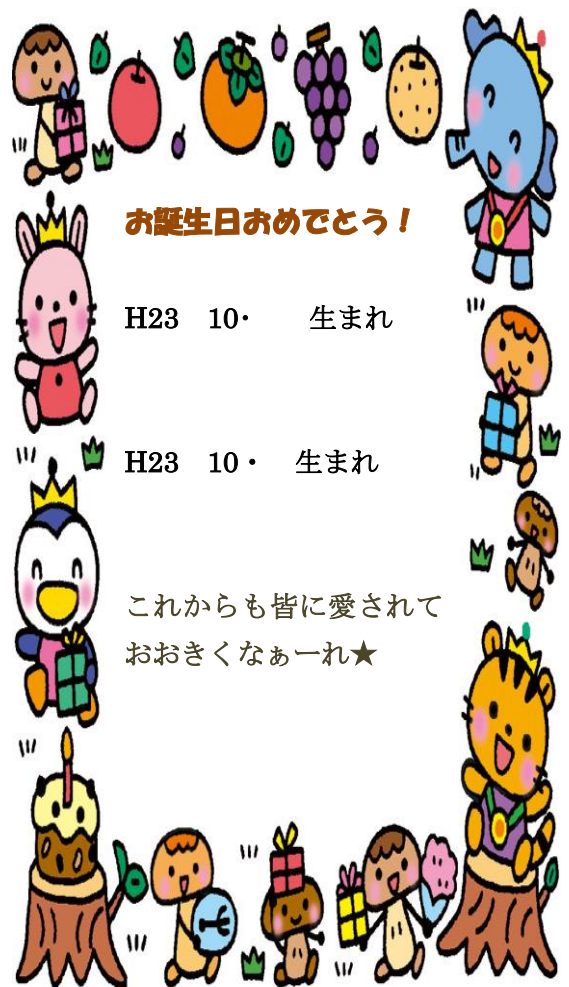 お誕生日おめでとう！
H23　10・　　生まれ
H23　10・　生まれ
これからも皆に愛されて
おおきくなぁーれ★